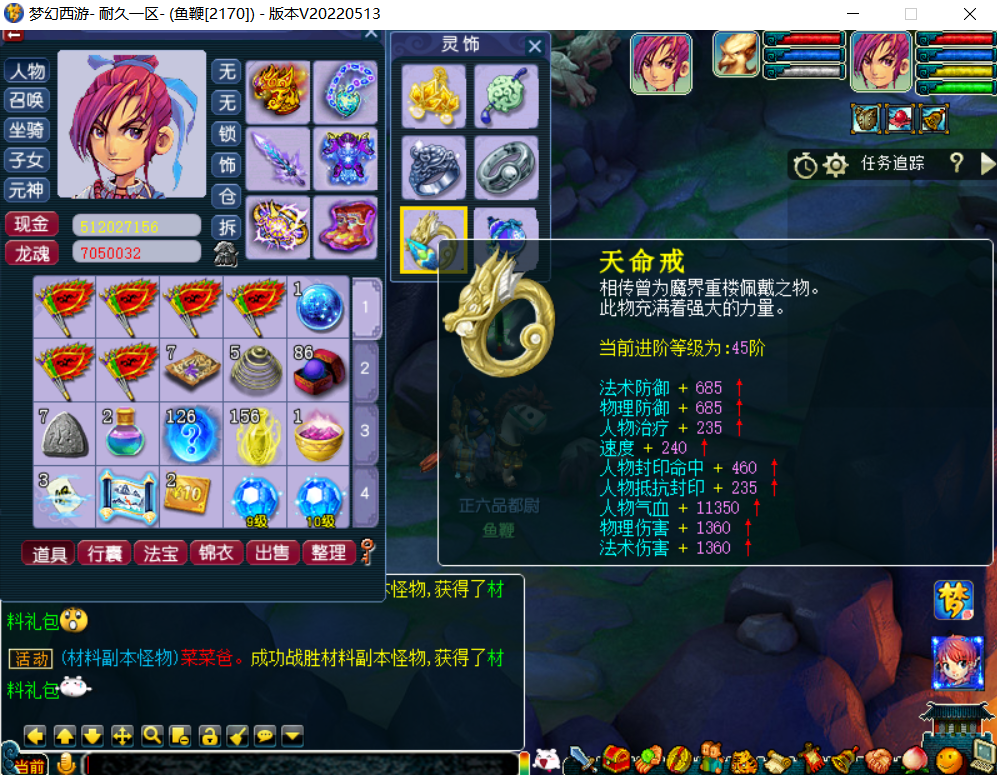 梦幻西游- 耐久一区- (鱼鞭[2170]) - 版本V20220513
灵饰
人物
召唤
坐骑
子女
元神
无
无
锁
饰
仓
拆
现金 512027156
龙魂 7050032
任务追踪 ?
天命戒
相传曾为魔界重楼佩戴之物。
此物充满着强大的力量。
当前进阶等级为:45阶
法术防御 + 685 ↑
物理防御 + 685 ↑
人物治疗 + 235 ↑
速度 + 240 ↑
人物封印命中 + 460 ↑
人物抵抗封印 + 235 ↑
人物气血 + 11350 ↑
物理伤害 + 1360 ↑
法术伤害 + 1360 ↑
正六品都尉
鱼鞭
1
1
7 5 86
2
7 2 126 156 1
3
3 2 10 9级 10级
4
道具 行囊 法宝 锦衣 出售 整理
本怪物,获得了材
料礼包
活动 (材料副本怪物)菜菜爸。成功战胜材料副本怪物,获得了材
料礼包
梦
当前